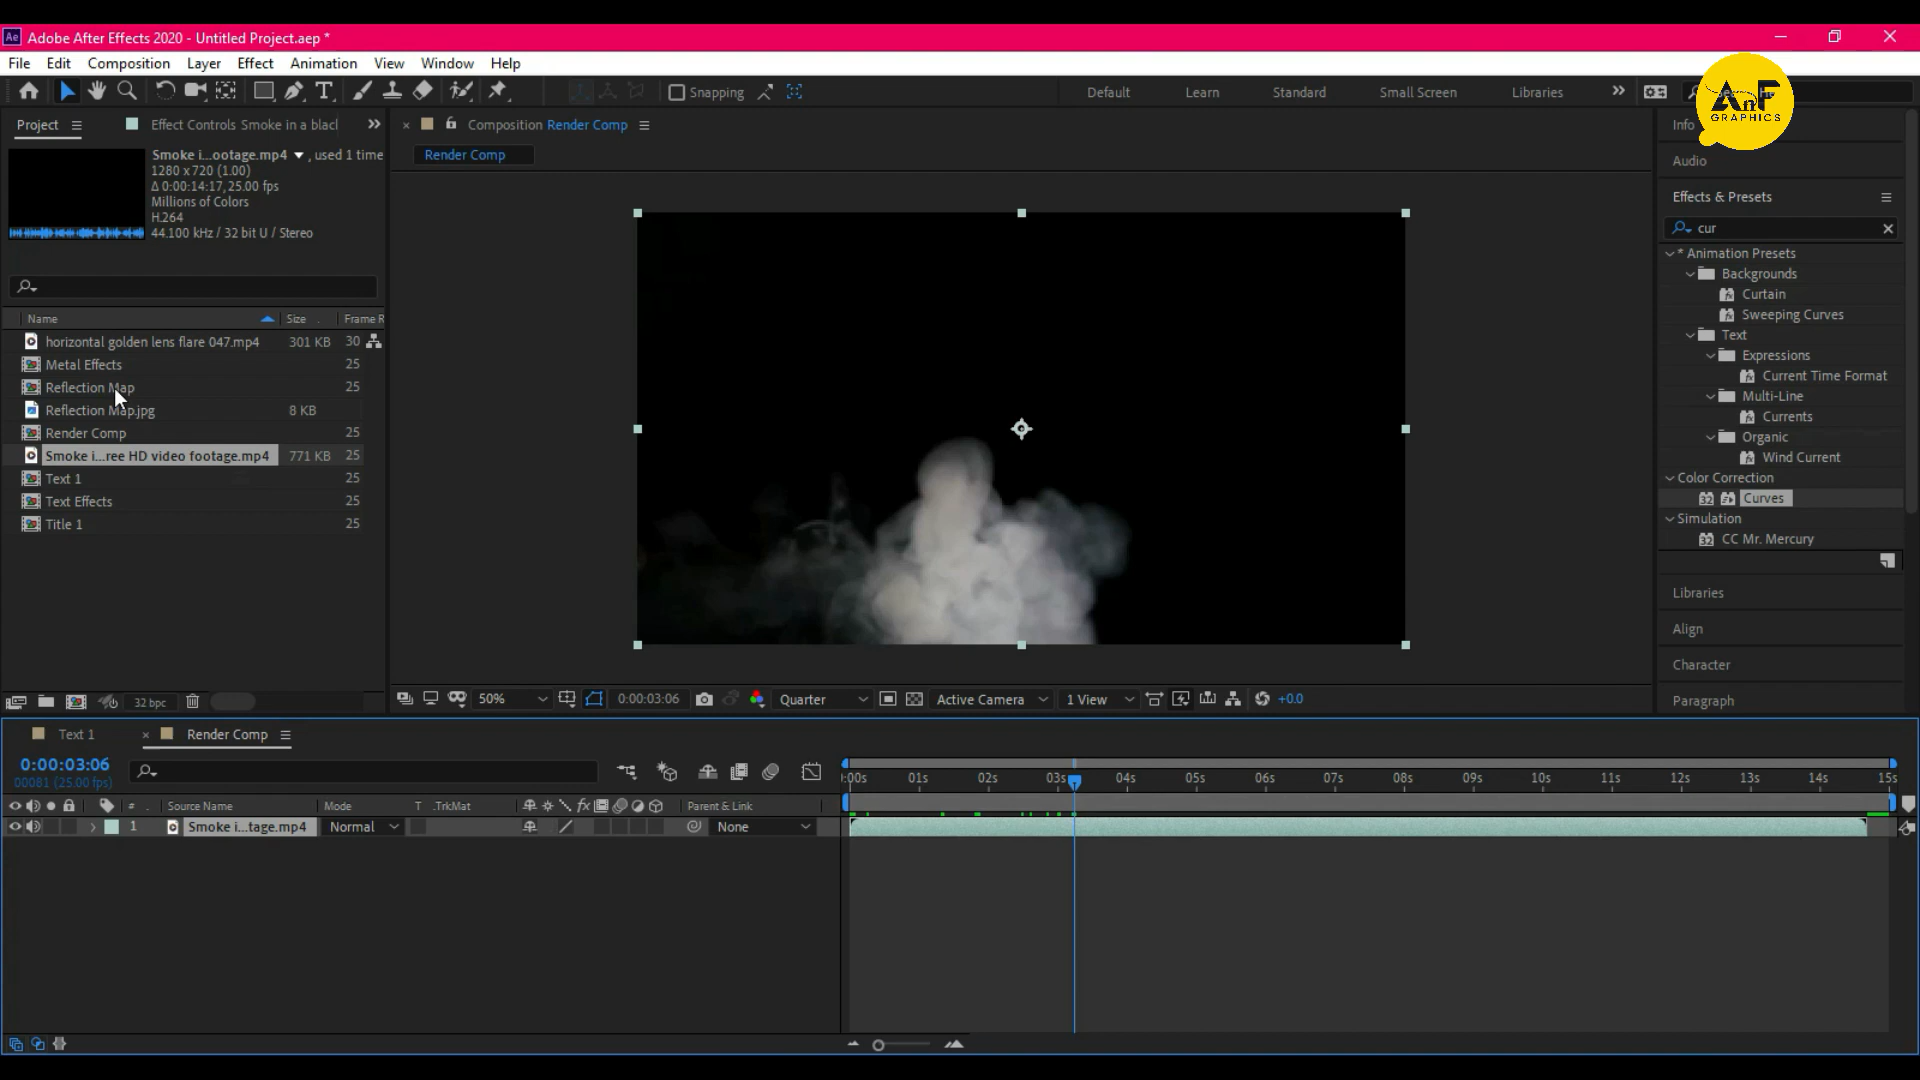 Ae Adobe After Effects 2020 - Untitled Project.aep *
File Edit Composition Layer Effect Animation View Window Help
Snapping Default Learn Standard Small Screen Libraries
AnF
GRAPHICS
Project Effect Controls Smoke in a blacl
Composition Render Comp
Render Comp
Smoke i...ootage.mp4 , used 1 time
1280 x 720 (1.00)
Δ 0:00:14:17, 25.00 fps
Millions of Colors
H.264
44.100 kHz / 32 bit U / Stereo
Name Size Frame R
horizontal golden lens flare 047.mp4 301 KB 30
Metal Effects 25
Reflection Map 25
Reflection Map.jpg 8 KB
Render Comp 25
Smoke i...ree HD video footage.mp4 771 KB 25
Text 1 25
Text Effects 25
Title 1 25
32 bpc
50% 0:00:03:06 Quarter Active Camera 1 View +0.0
Info
Audio
Effects & Presets
cur
* Animation Presets
Backgrounds
Curtain
Sweeping Curves
Text
Expressions
Current Time Format
Multi-Line
Currents
Organic
Wind Current
Color Correction
32 Curves
Simulation
32 CC Mr. Mercury
Libraries
Align
Character
Paragraph
Text 1 Render Comp
0:00:03:06
00081 (25.00 fps)
:00s 01s 02s 03s 04s 05s 06s 07s 08s 09s 10s 11s 12s 13s 14s 15s
# Source Name Mode T .TrkMat Parent & Link
1 Smoke i...tage.mp4 Normal None